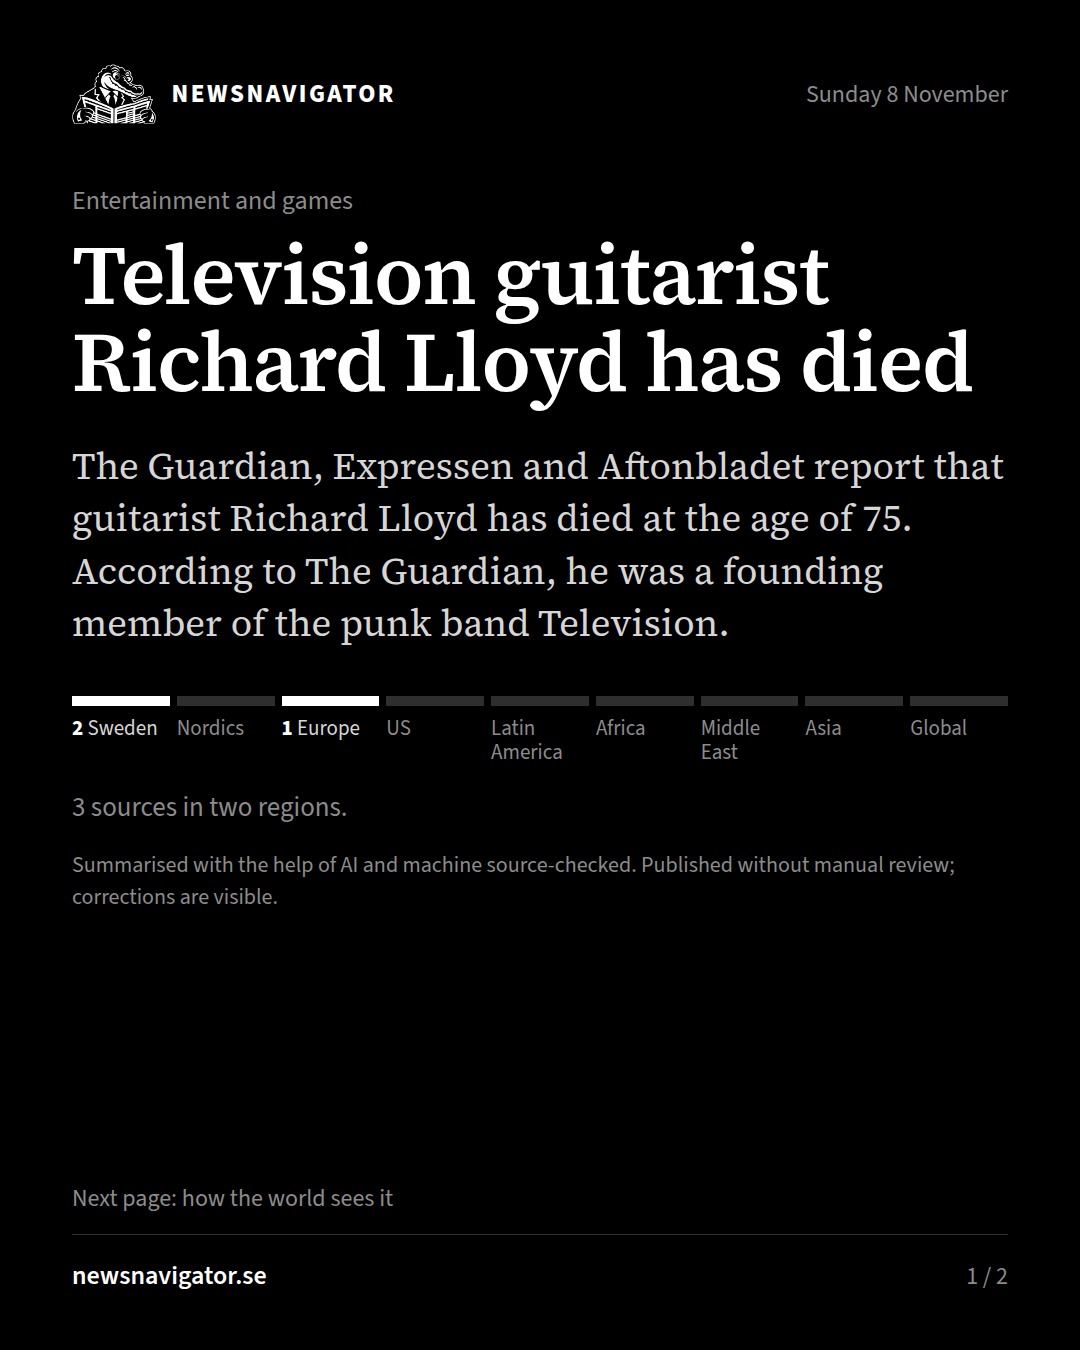 NEWSNAVIGATOR
Sunday 8 November
Entertainment and games
Television guitarist
Richard Lloyd has died
The Guardian, Expressen and Aftonbladet report that
guitarist Richard Lloyd has died at the age of 75.
According to The Guardian, he was a founding
member of the punk band Television.
2 Sweden
Nordics
1 Europe
US
Latin
America
Africa
Middle
East
Asia
Global
3 sources in two regions.
Summarised with the help of AI and machine source-checked. Published without manual review;
corrections are visible.
Next page: how the world sees it
newsnavigator.se
1 / 2